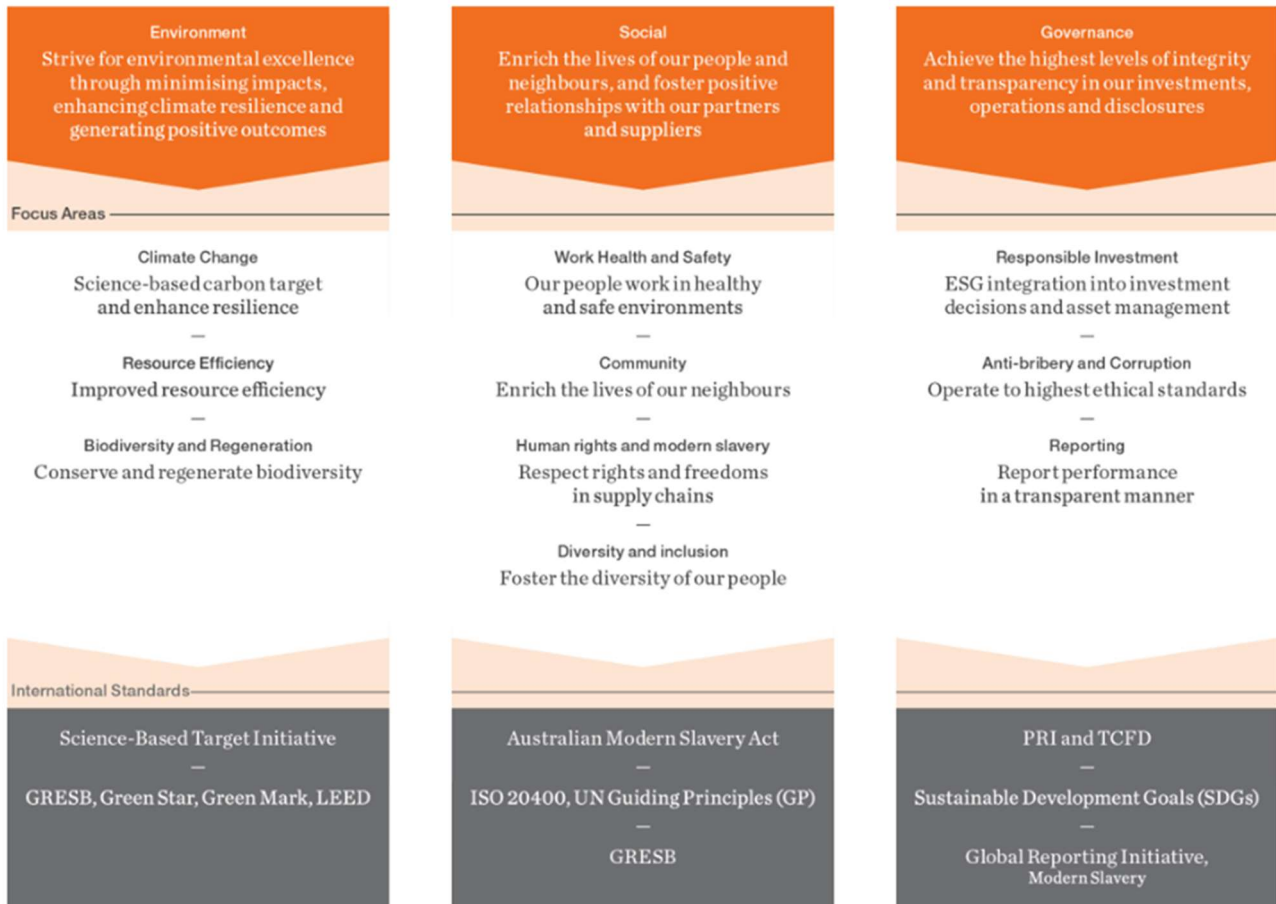 Environment
Strive for environmental excellence
through minimising impacts,
enhancing climate resilience and
generating positive outcomes
Social
Enrich the lives of our people and
neighbours, and foster positive
relationships with our partners
and suppliers
Governance
Achieve the highest levels of integrity
and transparency in our investments,
operations and disclosures
Focus Areas
Climate Change
Science-based carbon target
and enhance resilience
—
Resource Efficiency
Improved resource efficiency
—
Biodiversity and Regeneration
Conserve and regenerate biodiversity
Work Health and Safety
Our people work in healthy
and safe environments
—
Community
Enrich the lives of our neighbours
—
Human rights and modern slavery
Respect rights and freedoms
in supply chains
—
Diversity and inclusion
Foster the diversity of our people
Responsible Investment
ESG integration into investment
decisions and asset management
—
Anti-bribery and Corruption
Operate to highest ethical standards
—
Reporting
Report performance
in a transparent manner
International Standards
Science-Based Target Initiative
—
GRESB, Green Star, Green Mark, LEED
Australian Modern Slavery Act
—
ISO 20400, UN Guiding Principles (GP)
—
GRESB
PRI and TCFD
—
Sustainable Development Goals (SDGs)
—
Global Reporting Initiative,
Modern Slavery